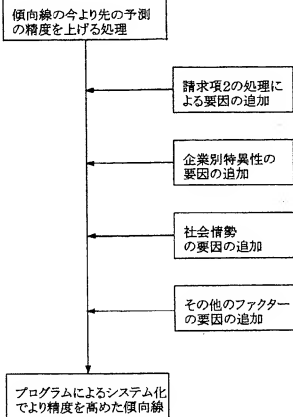 傾向線の今より先の予測
の精度を上げる処理
請求項2の処理に
よる要因の追加
企業別特異性の
要因の追加
社会情勢
の要因の追加
その他のファクター
の要因の追加
プログラムによるシステム化
でより精度を高めた傾向線